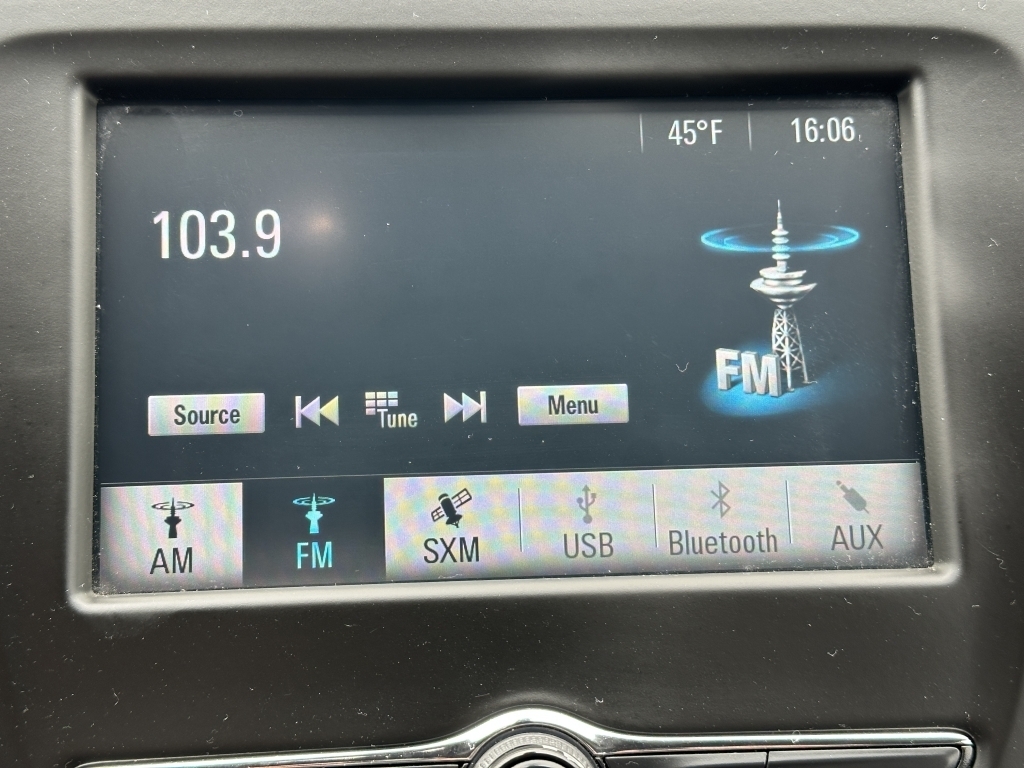 45°F 16:06
103.9
FM
Source Tune Menu
AM FM SXM USB Bluetooth AUX